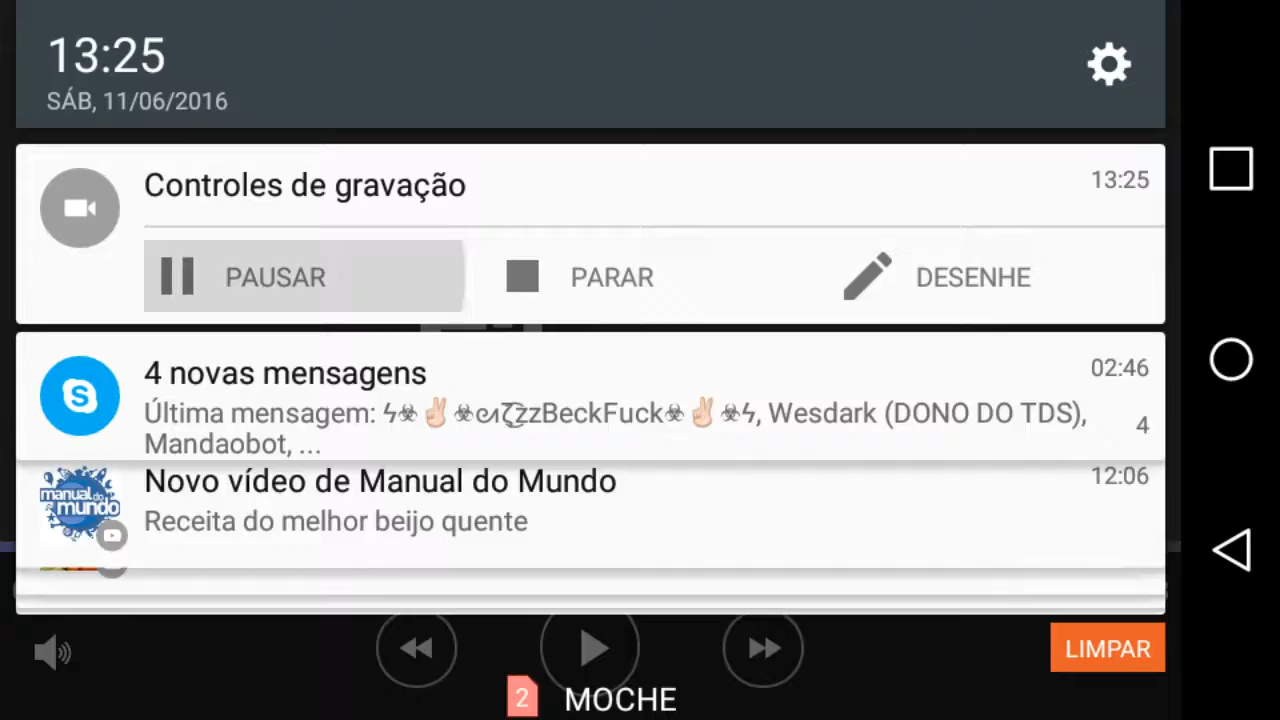 13:25
SÁB, 11/06/2016
Controles de gravação
13:25
PAUSAR
PARAR
DESENHE
4 novas mensagens
02:46
Última mensagem: ϟ☣✌🏻☣ BeckFuck☣✌🏻☣ϟ, Wesdark (DONO DO TDS),
Mandaobot, ...
4
manual do
mundo
Novo vídeo de Manual do Mundo
12:06
Receita do melhor beijo quente
LIMPAR
2
MOCHE